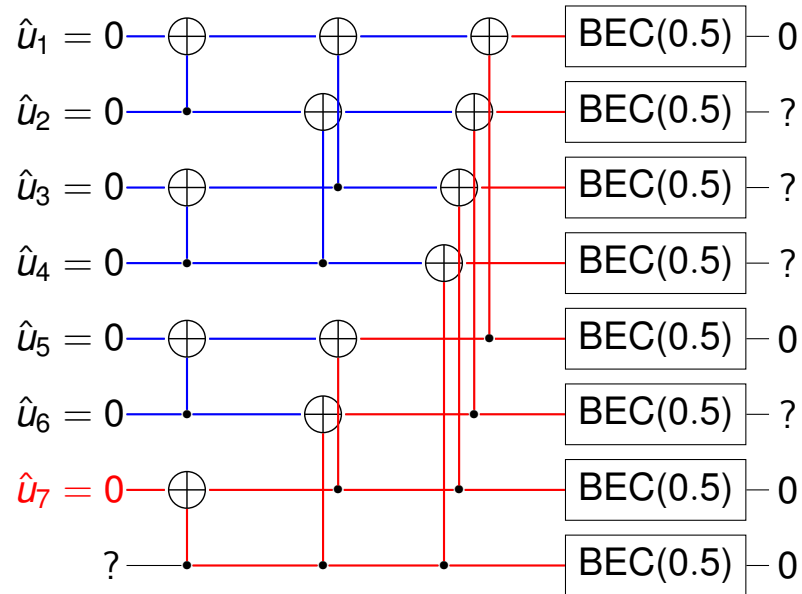 û₁ = 0 BEC(0.5) 0
û₂ = 0 BEC(0.5) ?
û₃ = 0 BEC(0.5) ?
û₄ = 0 BEC(0.5) ?
û₅ = 0 BEC(0.5) 0
û₆ = 0 BEC(0.5) ?
û₇ = 0 BEC(0.5) 0
? BEC(0.5) 0